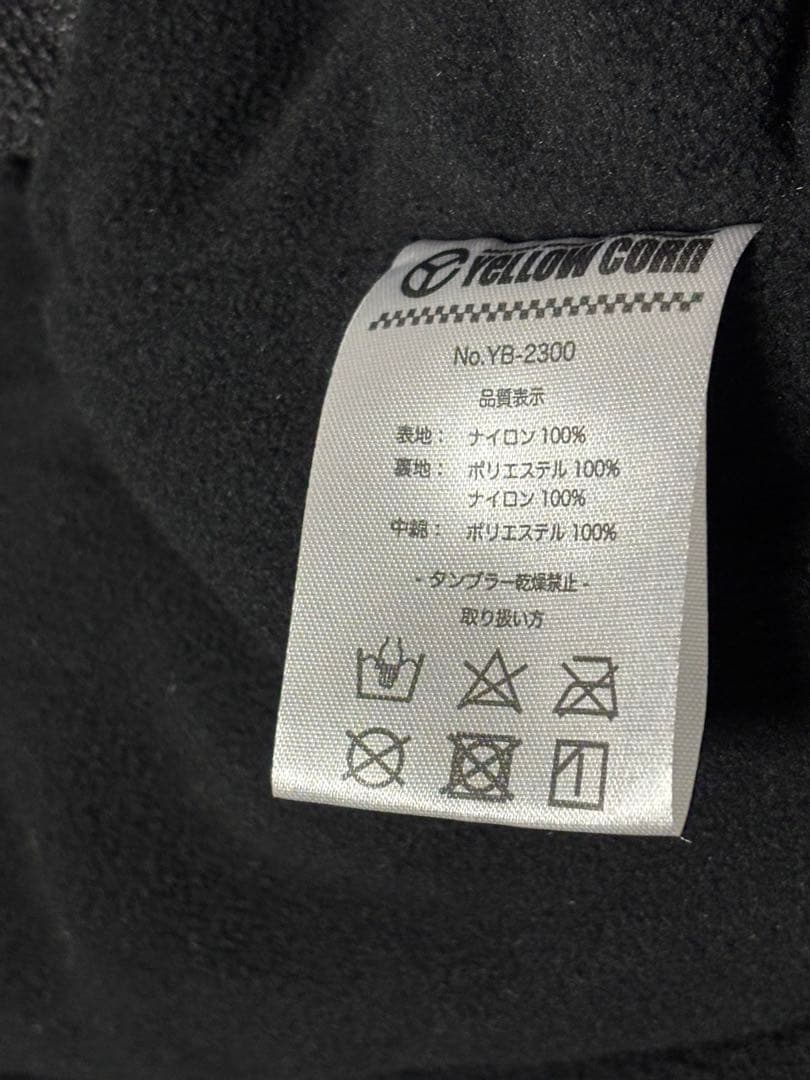 YeLLOW CORN
No.YB-2300
品質表示
表地： ナイロン 100%
裏地： ポリエステル 100%
ナイロン 100%
中綿： ポリエステル 100%
- タンブラー乾燥禁止 -
取り扱い方